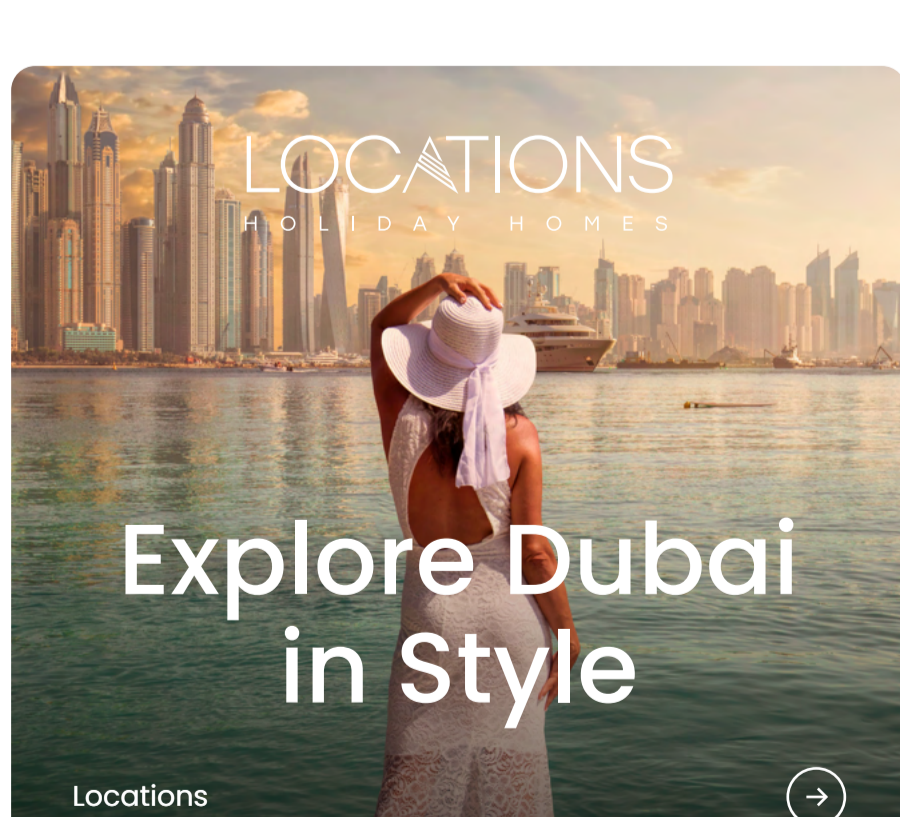 LOCATIONS
HOLIDAY HOMES
Explore Dubai
in Style
Locations